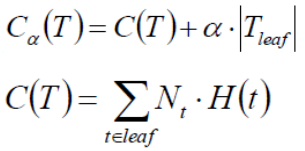 C_α(T) = C(T) + α · |T_leaf|
C(T) = ∑_{t∈leaf} N_t · H(t)